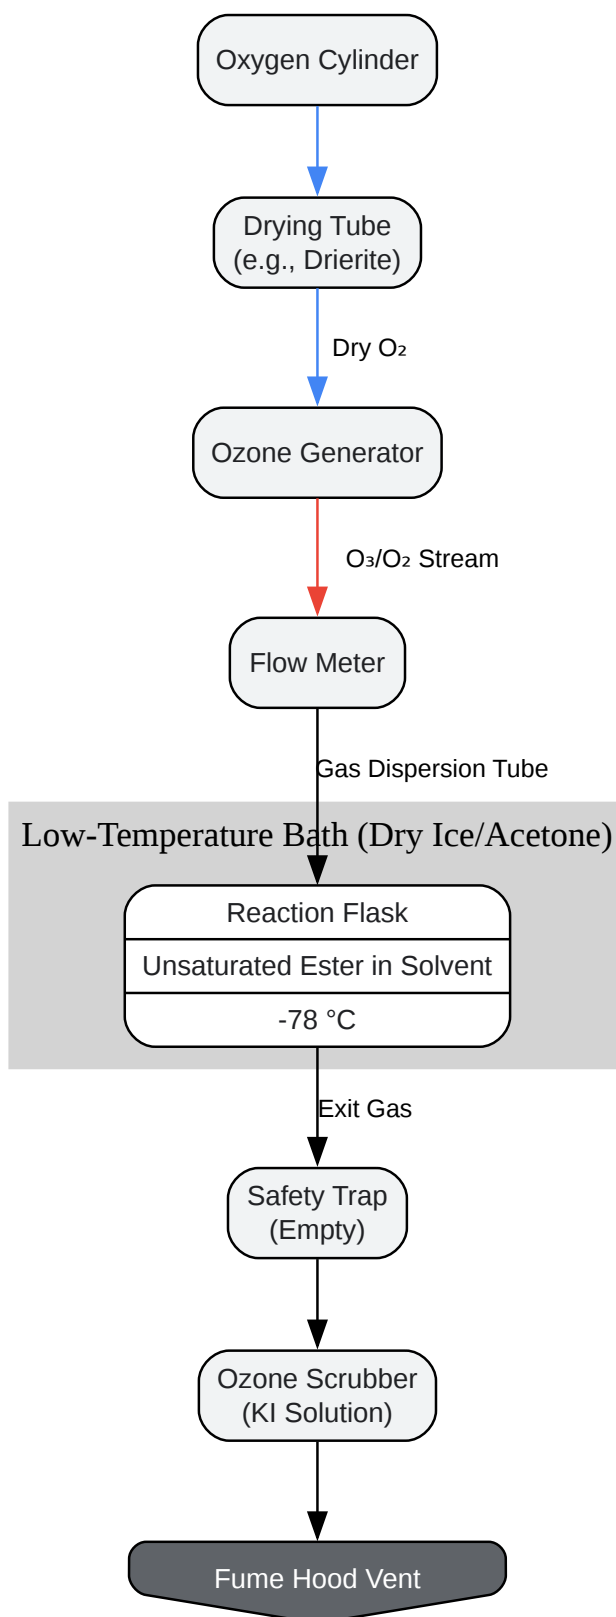 Oxygen Cylinder
Drying Tube
(e.g., Drierite)
Dry O₂
Ozone Generator
O₃/O₂ Stream
Flow Meter
Gas Dispersion Tube
Low-Temperature Bath (Dry Ice/Acetone)
Reaction Flask
Unsaturated Ester in Solvent
-78 °C
Exit Gas
Safety Trap
(Empty)
Ozone Scrubber
(KI Solution)
Fume Hood Vent